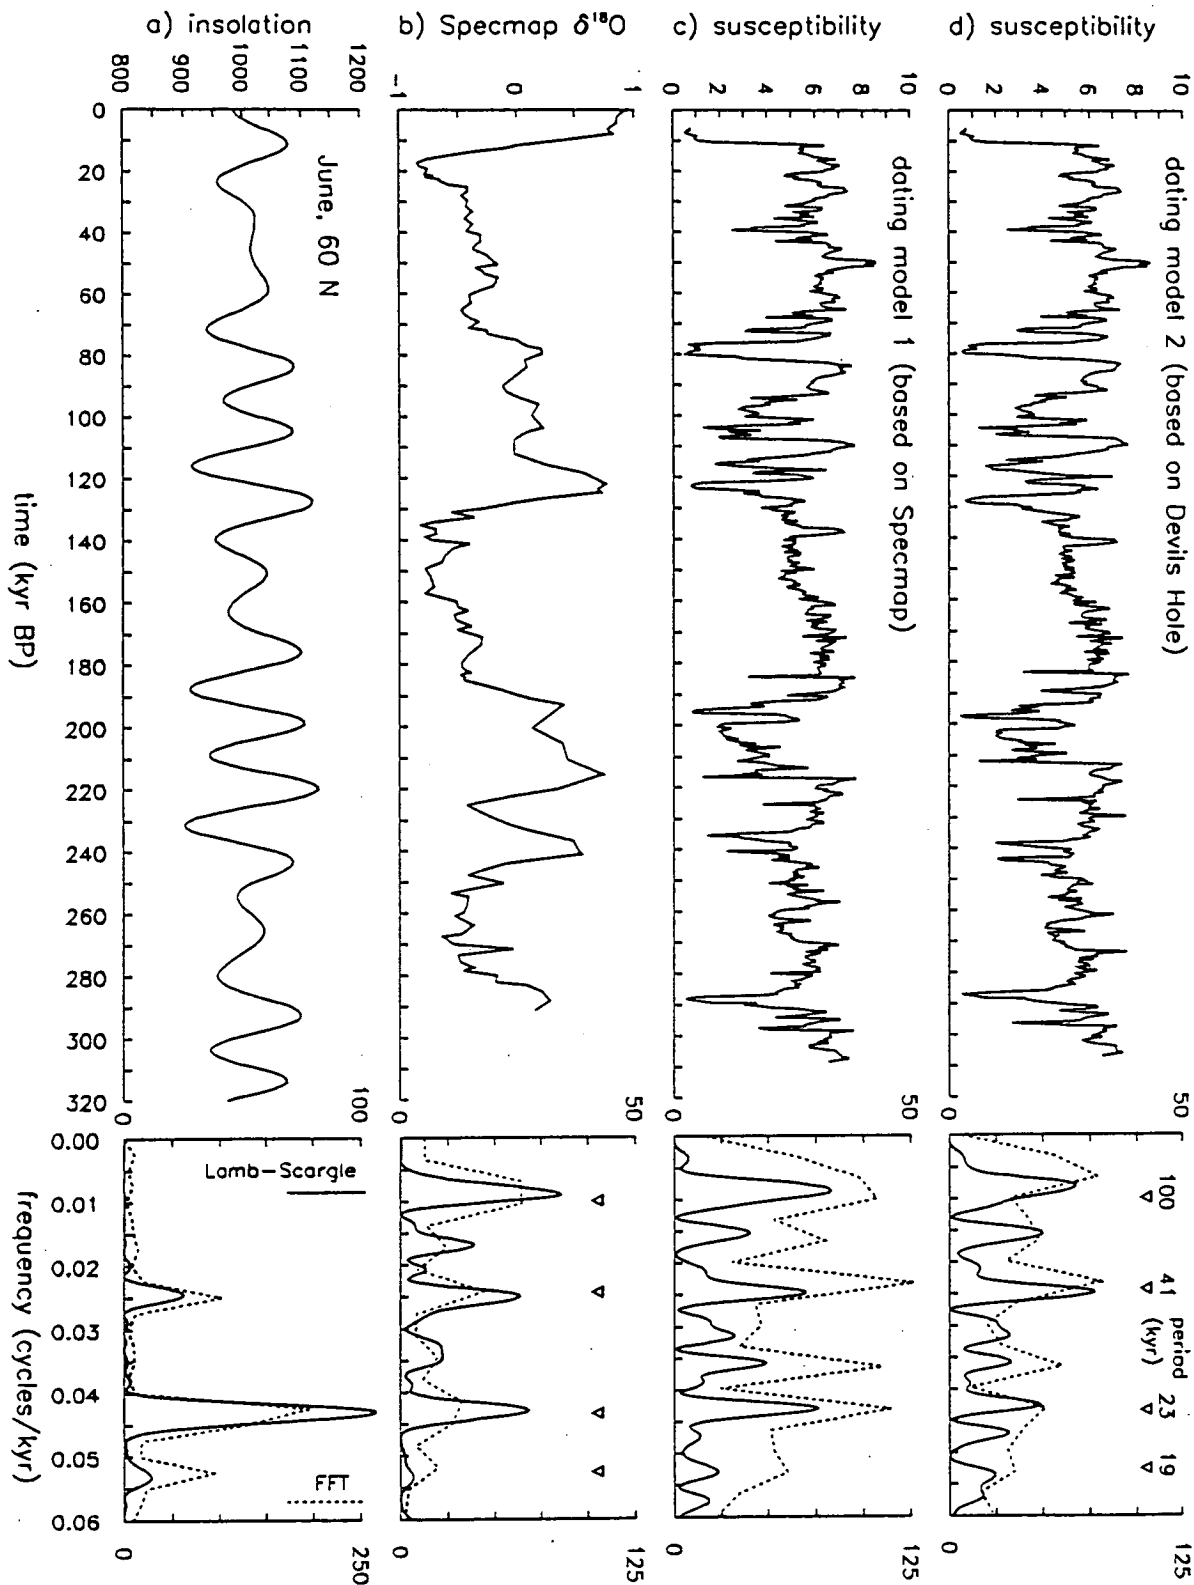 d) susceptibility
10
8
6
4
2
0
dating model 2 (based on Devils Hole)
50
0
100
41
period
(kyr)
23
19
125
0
c) susceptibility
10
8
6
4
2
0
dating model 1 (based on Specmap)
0
125
0
b) Specmap δ¹⁸O
1
0
−1
50
0
125
0
a) insolation
1200
1100
1000
900
800
June, 60 N
100
0
Lomb−Scargle
FFT
250
0
0 20 40 60 80 100 120 140 160 180 200 220 240 260 280 300 320
0.00 0.01 0.02 0.03 0.04 0.05 0.06
time (kyr BP)
frequency (cycles/kyr)